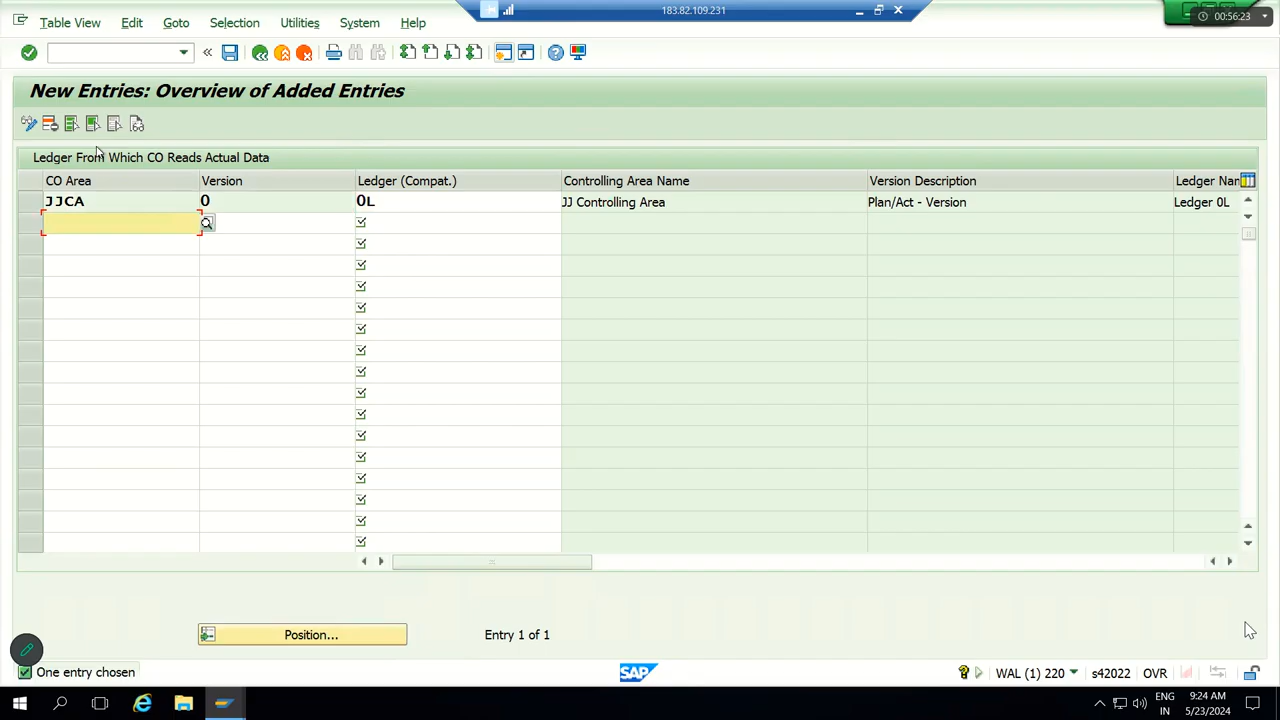 183.82.109.231
00:56:23
Table View Edit Goto Selection Utilities System Help
New Entries: Overview of Added Entries
Ledger From Which CO Reads Actual Data
CO Area Version Ledger (Compat.) Controlling Area Name Version Description Ledger Nar
JJCA 0 0L JJ Controlling Area Plan/Act - Version Ledger 0L
Position... Entry 1 of 1
One entry chosen
SAP
WAL (1) 220 s42022 OVR
ENG
IN
9:24 AM
5/23/2024